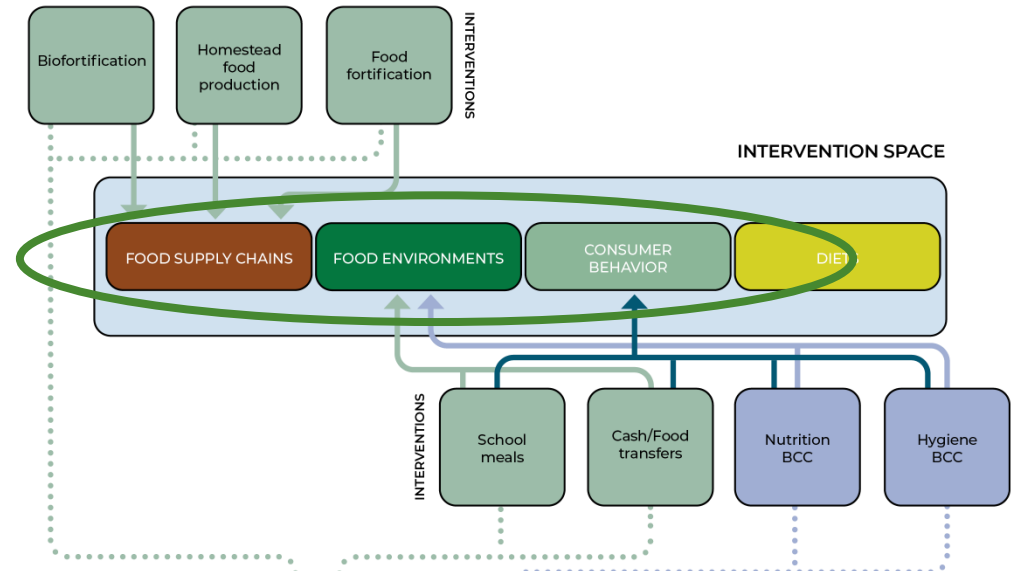 Biofortification
Homestead
food
production
Food
fortification
INTERVENTIONS
INTERVENTION SPACE
FOOD SUPPLY CHAINS
FOOD ENVIRONMENTS
CONSUMER
BEHAVIOR
DIETS
INTERVENTIONS
School
meals
Cash/Food
transfers
Nutrition
BCC
Hygiene
BCC